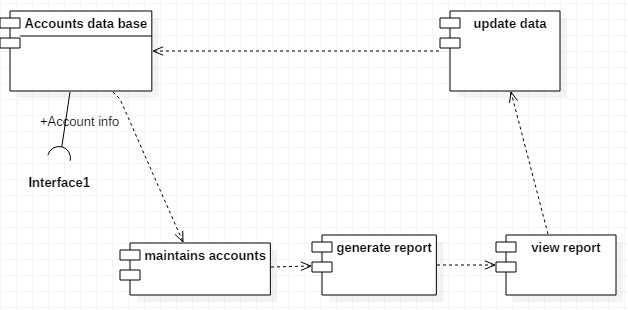 Accounts data base
update data
+Account info
Interface1
maintains accounts
generate report
view report